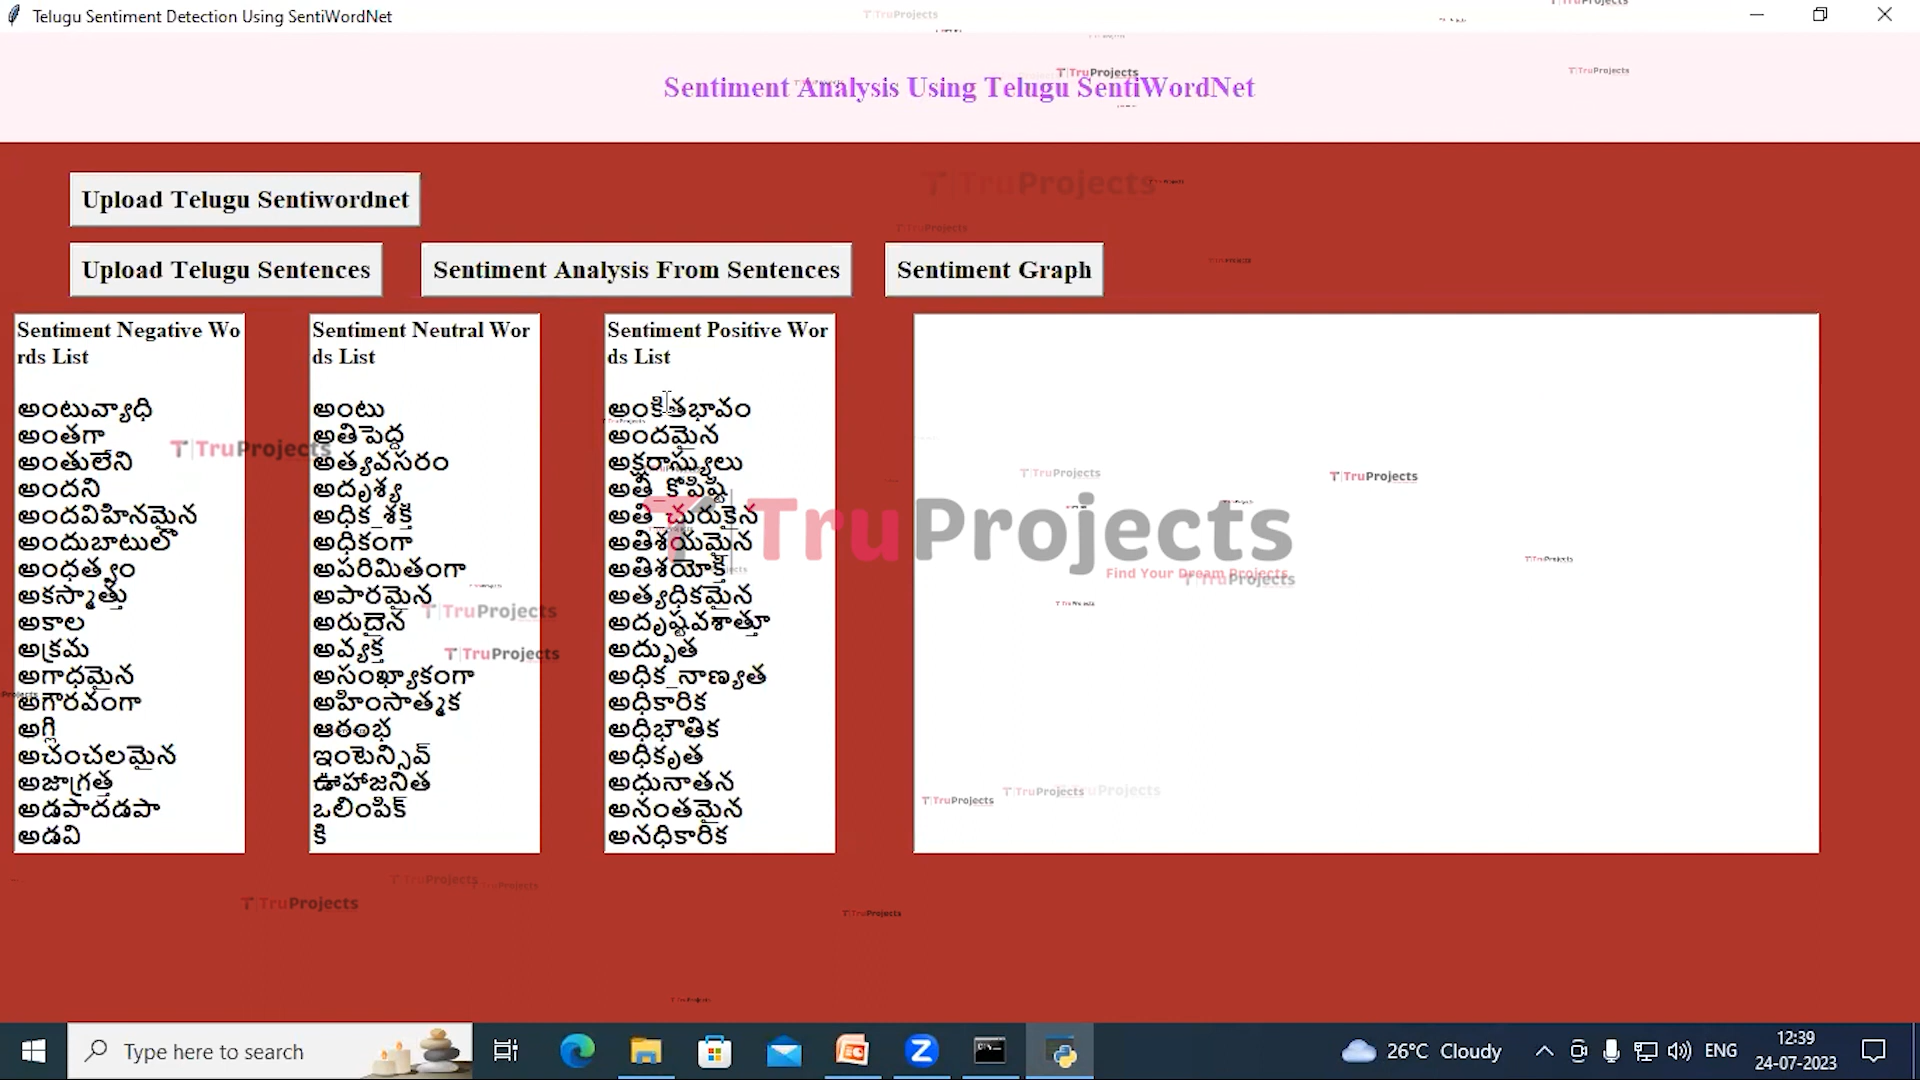 Telugu Sentiment Detection Using SentiWordNet
Sentiment Analysis Using Telugu SentiWordNet
Upload Telugu Sentiwordnet
Upload Telugu Sentences
Sentiment Analysis From Sentences
Sentiment Graph
Sentiment Negative Wo
rds List
అంటువ్యాధి
అంతగా
అంతులేని
అందని
అందవిహినమైన
అందుబాటులో
అంధత్వం
అకస్మాత్తు
అకాల
అక్రమ
అగాధమైన
అగౌరవంగా
అగ్లీ
అచంచలమైన
అజాగ్రత్త
అడపాదడపా
అడవి
Sentiment Neutral Wor
ds List
అంటు
అతిపెద్ద
అత్యవసరం
అదృశ్య
అధిక_శక్తి
అధికంగా
అపరిమితంగా
అపారమైన
అరుదైన
అవ్యక్త
అసంఖ్యాకంగా
అహింసాత్మక
ఆరంభ
ఇంటెన్సివ్
ఊహాజనిత
ఒలింపిక్
కి
Sentiment Positive Wor
ds List
అంకితభావం
అందమైన
అతి_చురుకైన
అతిశయమైన
అతిశయోక్తి
అత్యధికమైన
అదృష్టవశాత్తూ
అద్భుత
అధిక_నాణ్యత
అధికారిక
అధిభౌతిక
అధీకృత
అధునాతన
అనంతమైన
అనధికారిక
TruProjects
Find Your Dream Projects
Type here to search
26°C Cloudy
ENG
12:39
24-07-2023